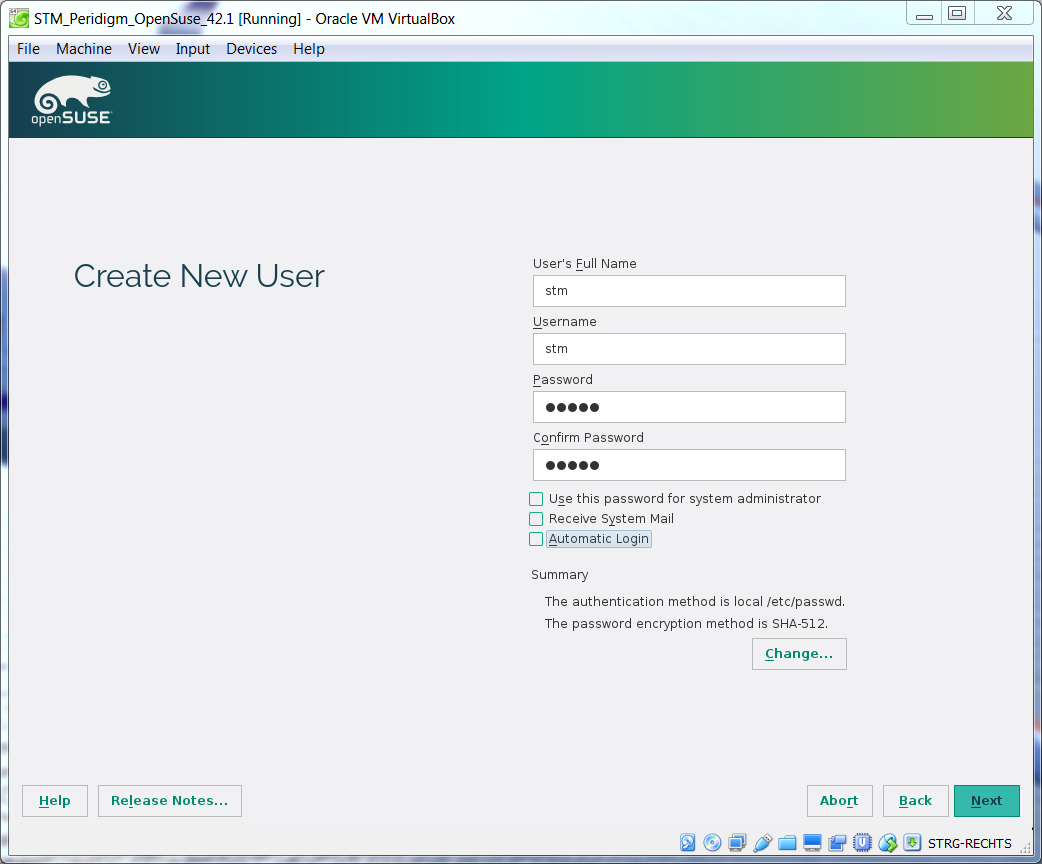 STM_Peridigm_OpenSuse_42.1 [Running] - Oracle VM VirtualBox
File Machine View Input Devices Help
openSUSE
Create New User
User's Full Name
stm
Username
stm
Password
●●●●●
Confirm Password
●●●●●
Use this password for system administrator
Receive System Mail
Automatic Login
Summary
The authentication method is local /etc/passwd.
The password encryption method is SHA-512.
Change...
Help Release Notes... Abort Back Next
STRG-RECHTS